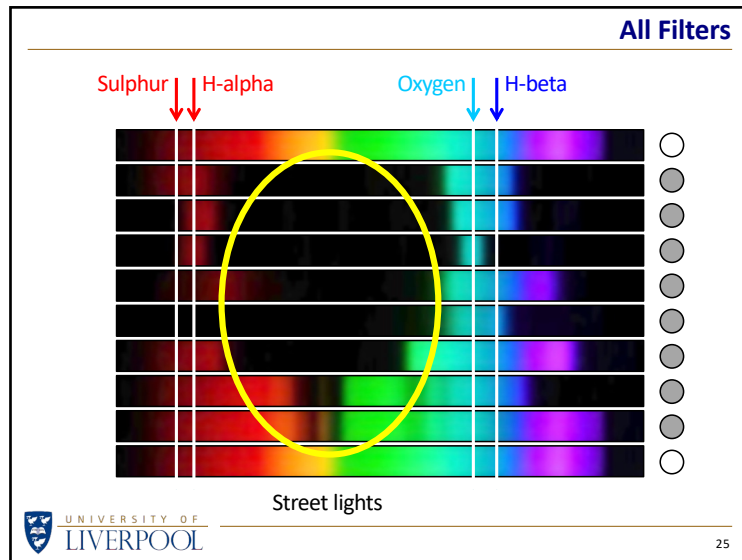 All Filters
Sulphur H-alpha Oxygen H-beta
Street lights
UNIVERSITY OF
LIVERPOOL
25